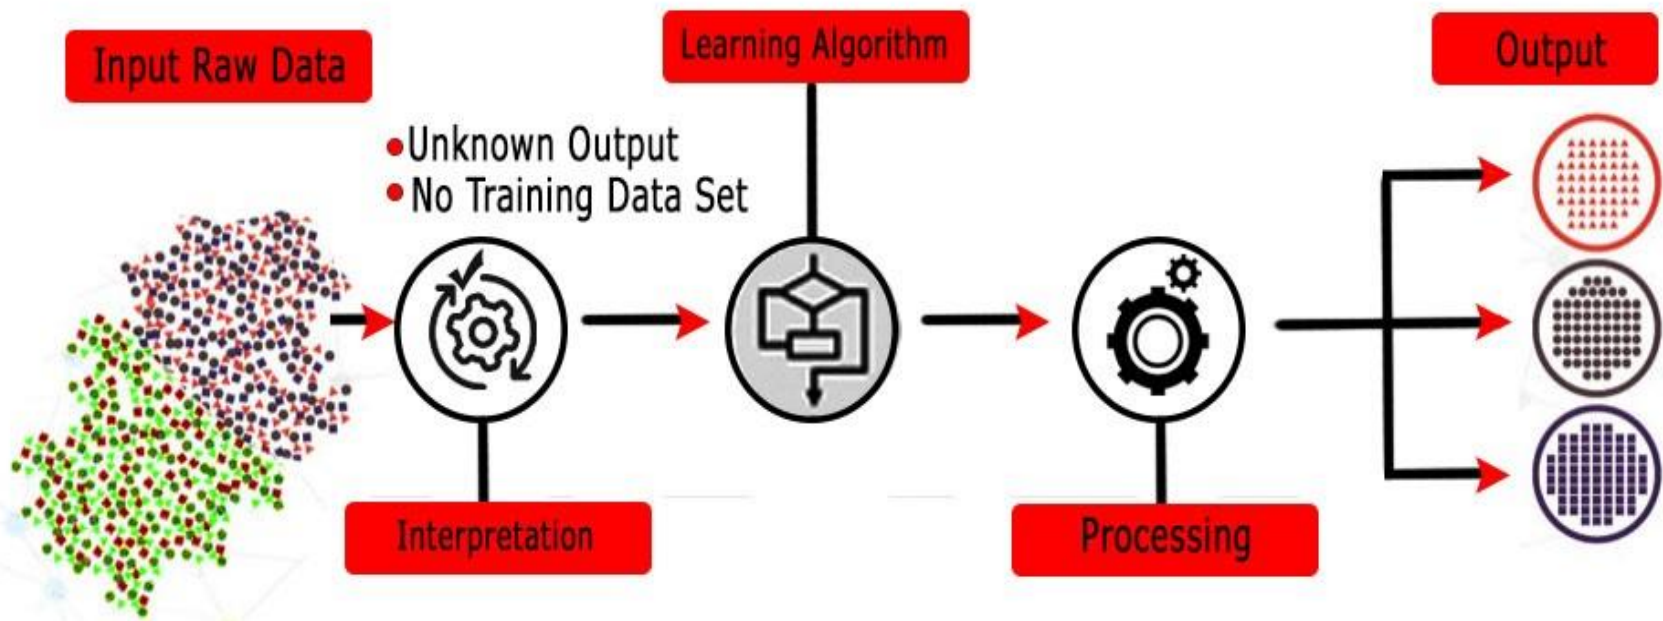 Input Raw Data
Learning Algorithm
Output
•Unknown Output
•No Training Data Set
Interpretation
Processing